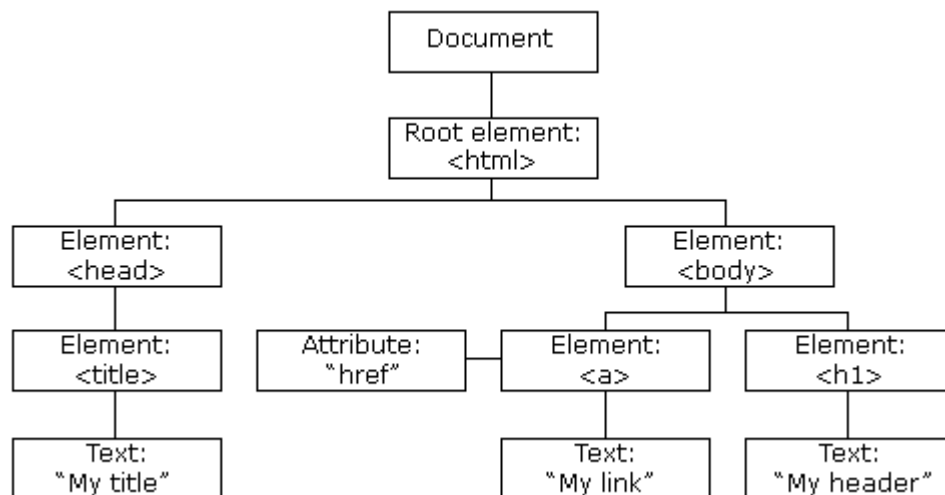 Document
Root element:
<html>
Element:
<head>
Element:
<body>
Element:
<title>
Attribute:
“href”
Element:
<a>
Element:
<h1>
Text:
“My title”
Text:
“My link”
Text:
“My header”